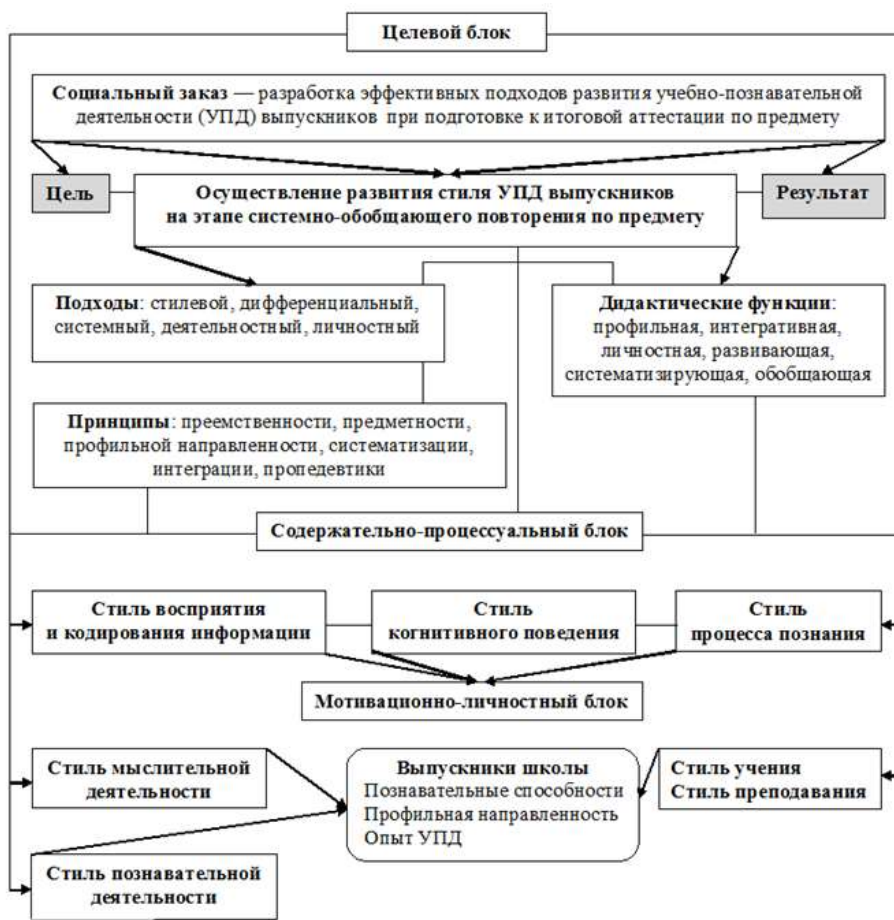 Целевой блок
Социальный заказ — разработка эффективных подходов развития учебно-познавательной
деятельности (УПД) выпускников при подготовке к итоговой аттестации по предмету
Цель
Осуществление развития стиля УПД выпускников
на этапе системно-обобщающего повторения по предмету
Результат
Подходы: стилевой, дифференциальный,
системный, деятельностный, личностный
Дидактические функции:
профильная, интегративная,
личностная, развивающая,
систематизирующая, обобщающая
Принципы: преемственности, предметности,
профильной направленности, систематизации,
интеграции, пропедевтики
Содержательно-процессуальный блок
Стиль восприятия
и кодирования информации
Стиль
когнитивного поведения
Стиль
процесса познания
Мотивационно-личностный блок
Стиль мыслительной
деятельности
Выпускники школы
Познавательные способности
Профильная направленность
Опыт УПД
Стиль учения
Стиль преподавания
Стиль познавательной
деятельности